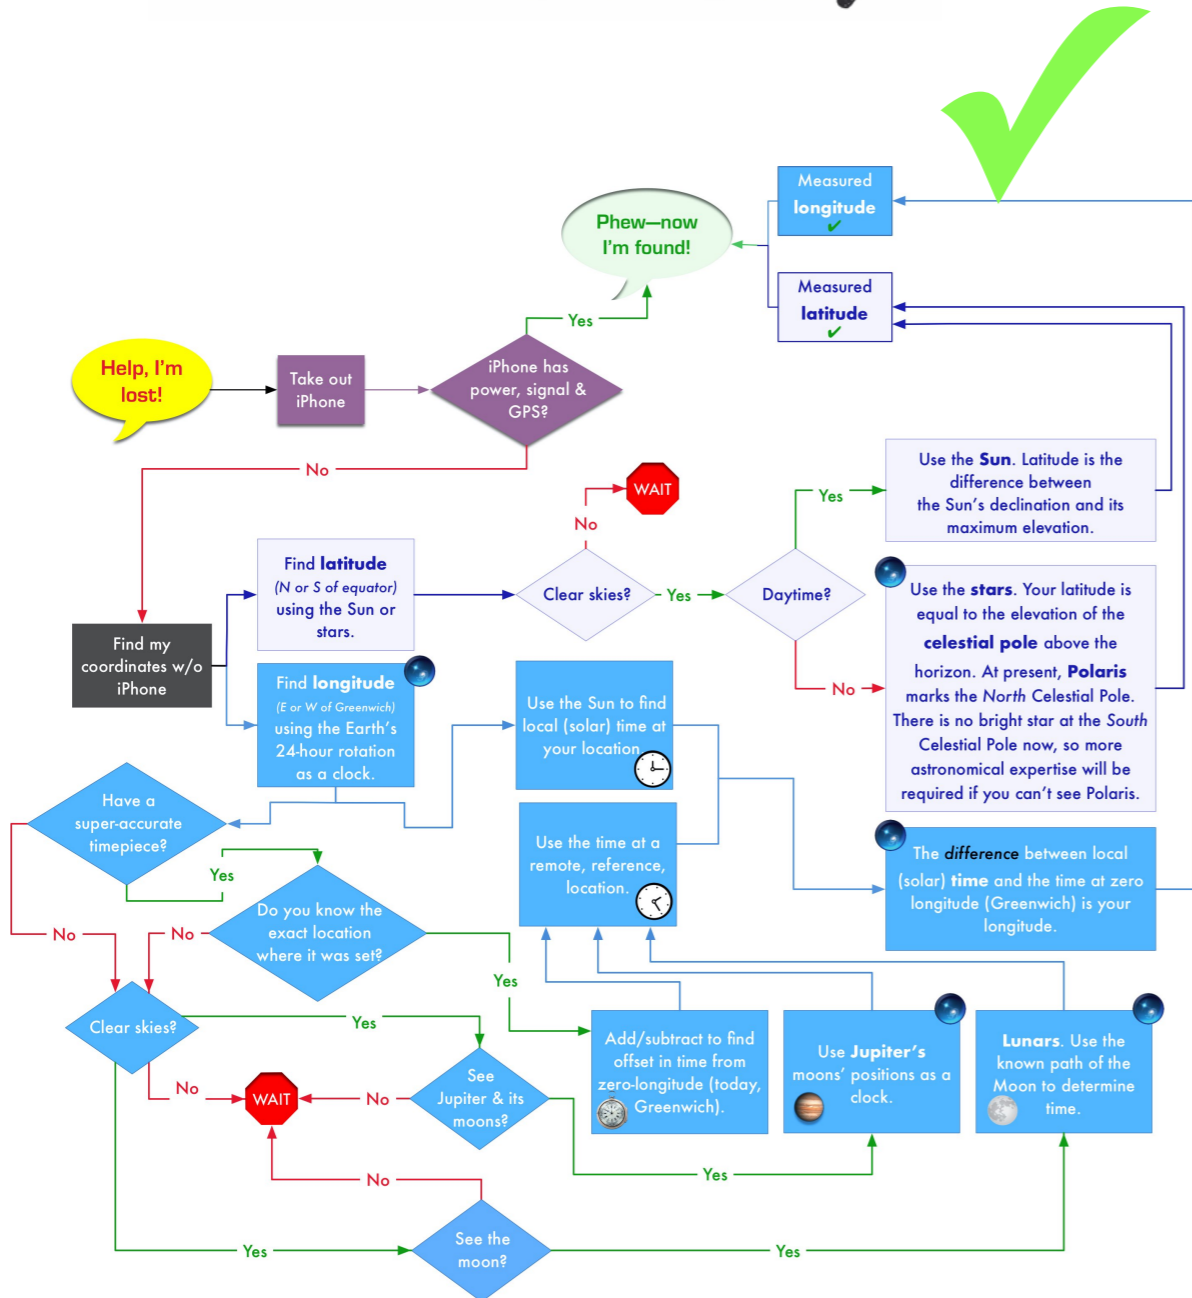 Measured
longitude
Phew—now
I'm found!
Measured
latitude
Yes
Help, I'm
lost!
Take out
iPhone
iPhone has
power, signal &
GPS?
No
WAIT
No
Use the Sun. Latitude is the
difference between
the Sun's declination and its
maximum elevation.
Yes
Find latitude
(N or S of equator)
using the Sun or
stars.
Clear skies?
Yes
Daytime?
Use the stars. Your latitude is
equal to the elevation of the
celestial pole above the
horizon. At present, Polaris
marks the North Celestial Pole.
There is no bright star at the South
Celestial Pole now, so more
astronomical expertise will be
required if you can't see Polaris.
No
Find my
coordinates w/o
iPhone
Find longitude
(E or W of Greenwich)
using the Earth's
24-hour rotation
as a clock.
Use the Sun to find
local (solar) time at
your location
Have a
super-accurate
timepiece?
Yes
Use the time at a
remote, reference,
location.
The difference between local
(solar) time and the time at zero
longitude (Greenwich) is your
longitude.
Do you know the
exact location
where it was set?
No
No
Yes
Clear skies?
Yes
Add/subtract to find
offset in time from
zero-longitude (today,
Greenwich).
Use Jupiter's
moons' positions as a
clock.
Lunars. Use the
known path of the
Moon to determine
time.
No
WAIT
No
See
Jupiter & its
moons?
Yes
No
Yes
See the
moon?
Yes